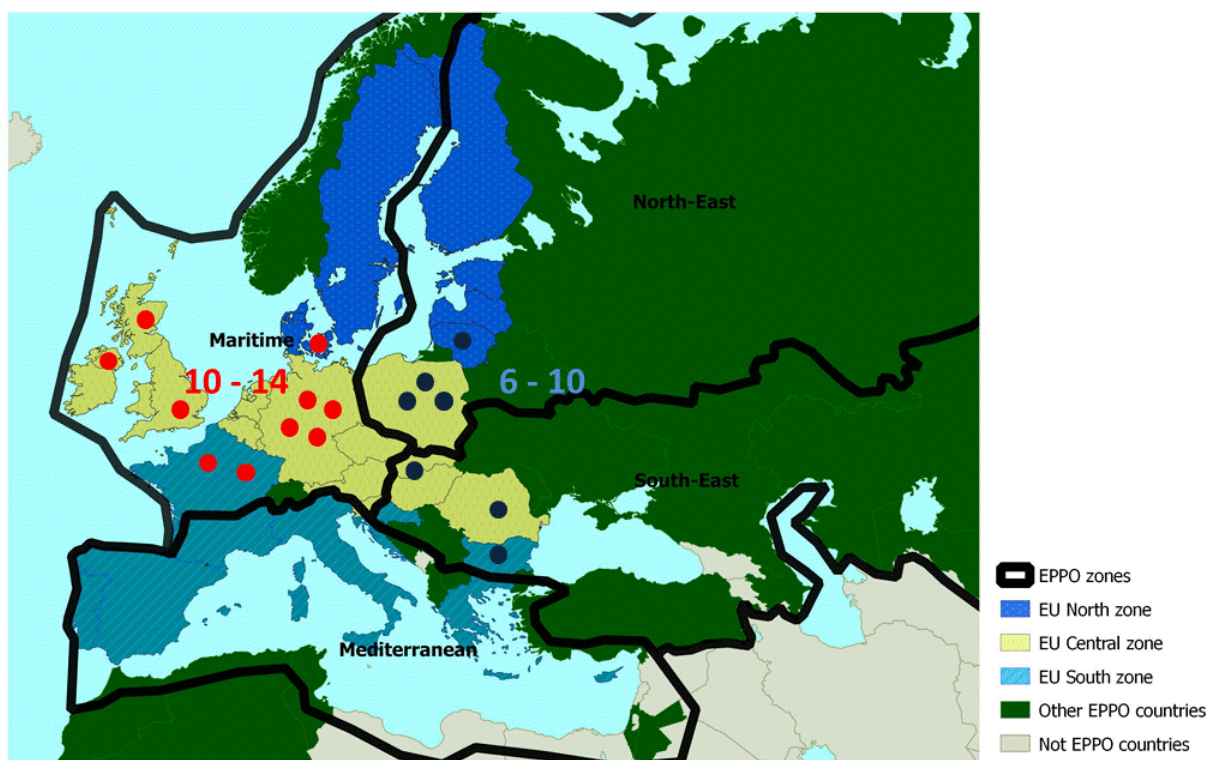 North-East
Maritime
10 - 14
6 - 10
South-East
Mediterranean
EPPO zones
EU North zone
EU Central zone
EU South zone
Other EPPO countries
Not EPPO countries